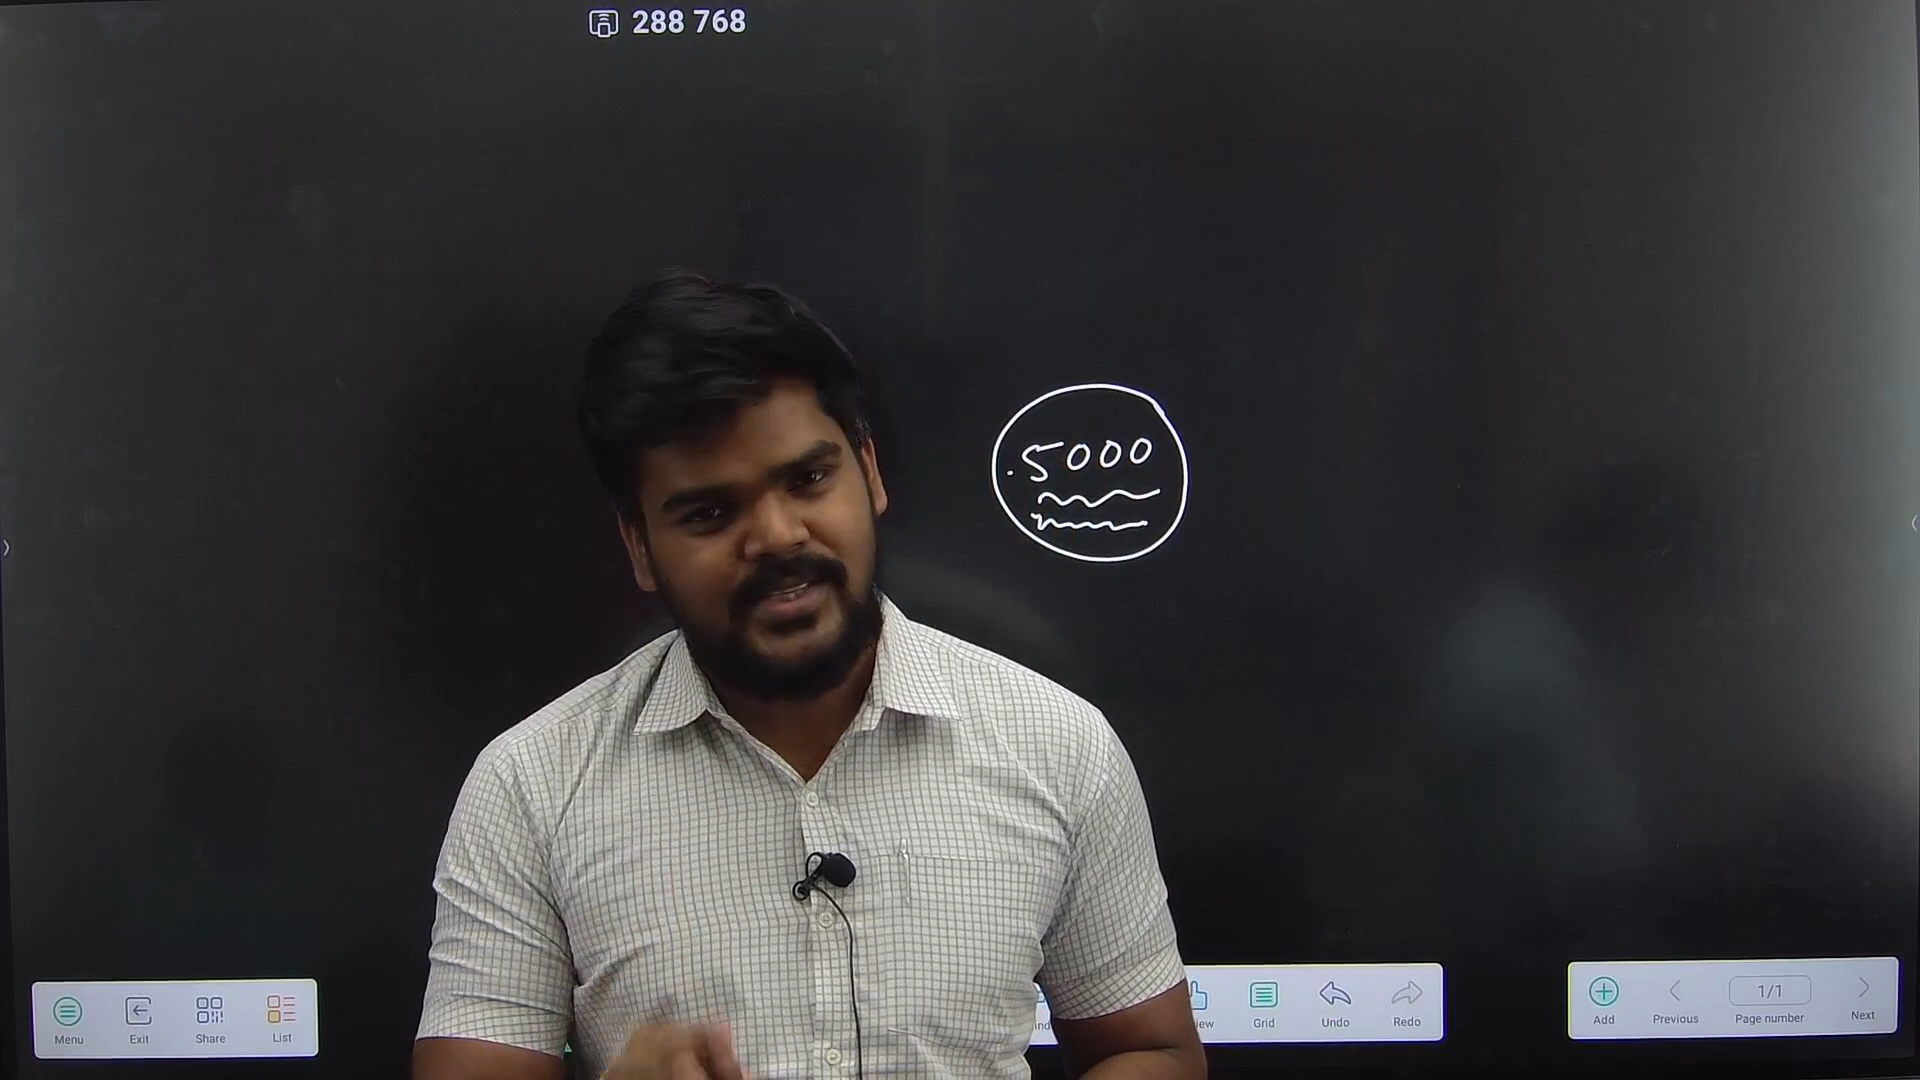 288 768
5000
Menu
Exit
Share
List
Grid
Undo
Redo
Add
Previous
1/1
Page number
Next